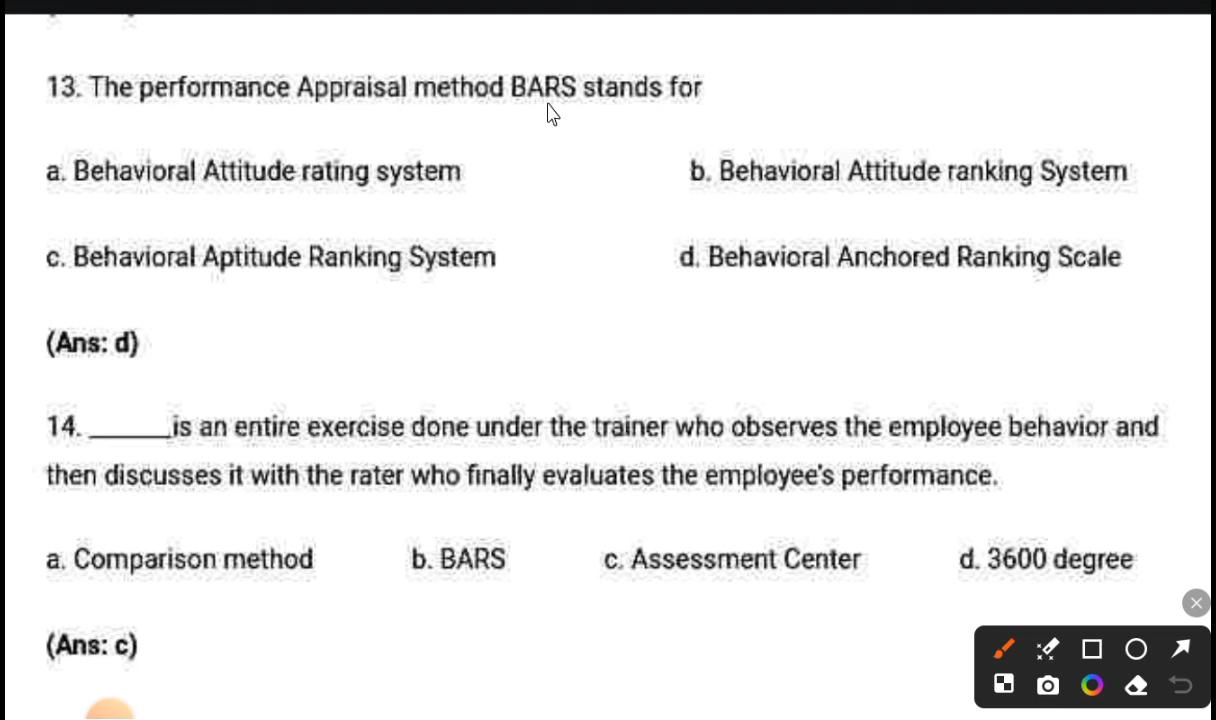 13. The performance Appraisal method BARS stands for
a. Behavioral Attitude rating system b. Behavioral Attitude ranking System
c. Behavioral Aptitude Ranking System d. Behavioral Anchored Ranking Scale
(Ans: d)
14. ______is an entire exercise done under the trainer who observes the employee behavior and
then discusses it with the rater who finally evaluates the employee's performance.
a. Comparison method b. BARS c. Assessment Center d. 3600 degree
(Ans: c)